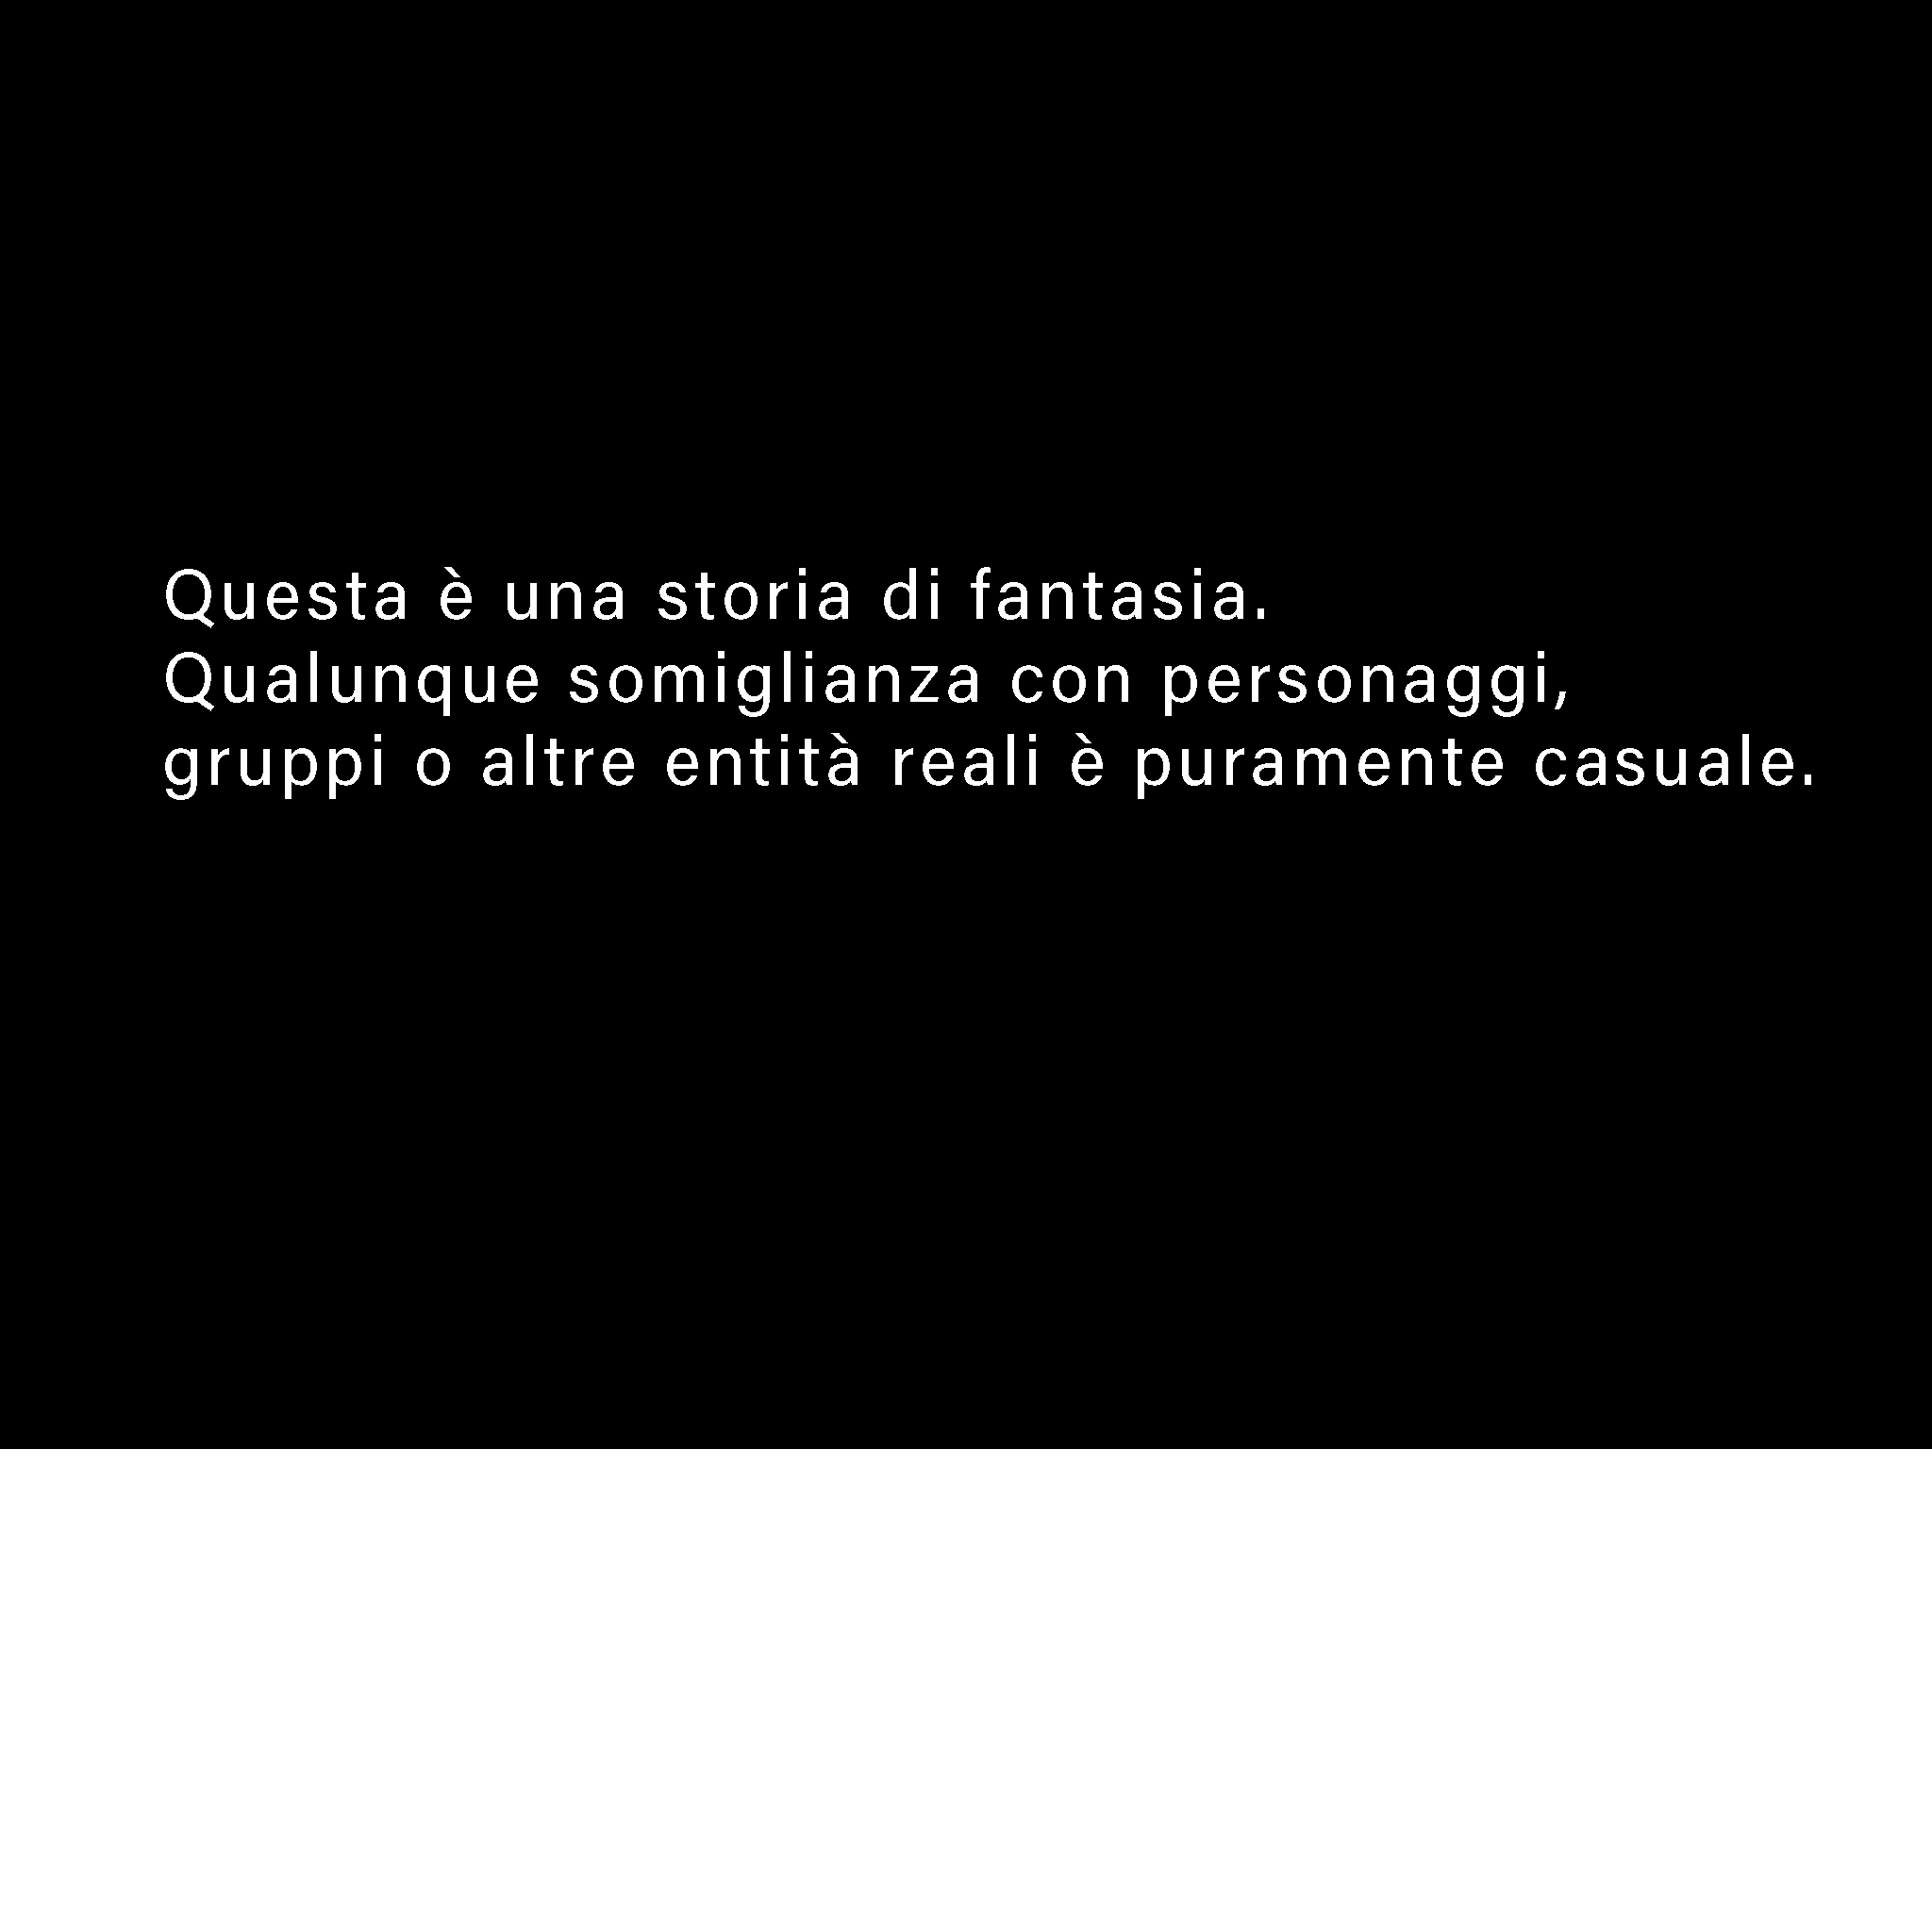 Questa è una storia di fantasia.
Qualunque somiglianza con personaggi,
gruppi o altre entità reali è puramente casuale.